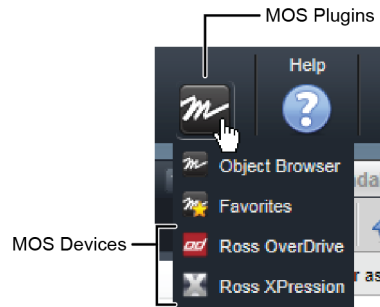 MOS Plugins
Help
Object Browser
Favorites
MOS Devices
Ross OverDrive
Ross XPression